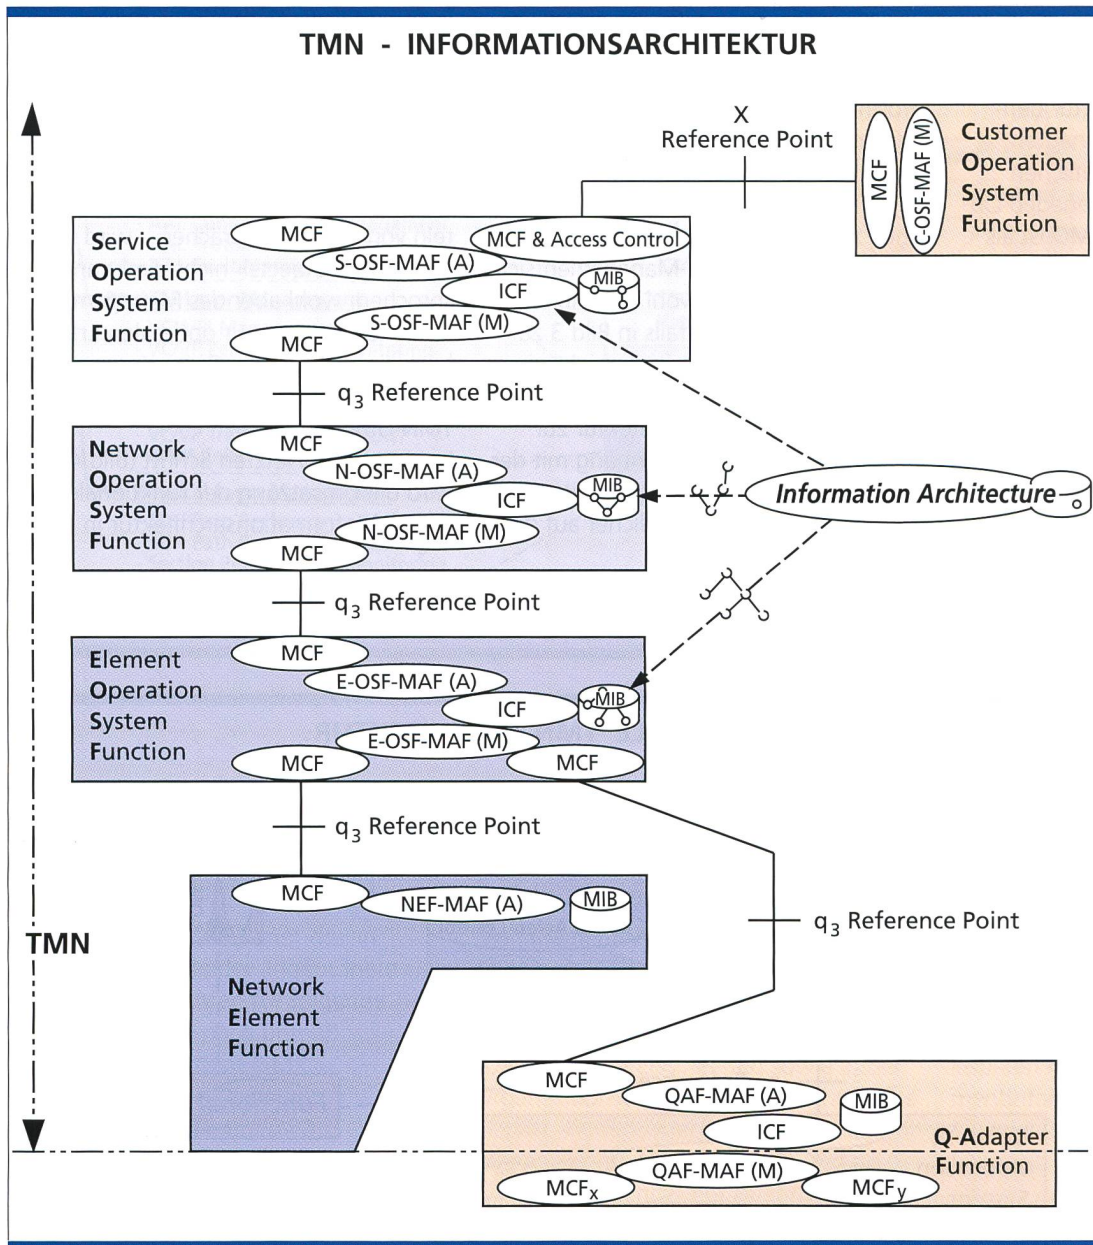 TMN - INFORMATIONSARCHITEKTUR
X
Reference Point
MCF
C-OSF-MAF (M)
Customer
Operation
System
Function
Service
Operation
System
Function
MCF
MCF & Access Control
S-OSF-MAF (A)
ICF
MIB
S-OSF-MAF (M)
MCF
q3 Reference Point
Network
Operation
System
Function
MCF
N-OSF-MAF (A)
ICF
MIB
N-OSF-MAF (M)
MCF
Information Architecture
q3 Reference Point
Element
Operation
System
Function
MCF
E-OSF-MAF (A)
ICF
MIB
E-OSF-MAF (M)
MCF
MCF
q3 Reference Point
MCF
NEF-MAF (A)
MIB
q3 Reference Point
TMN
Network
Element
Function
MCF
QAF-MAF (A)
MIB
ICF
Q-Adapter
Function
QAF-MAF (M)
MCFx
MCFy